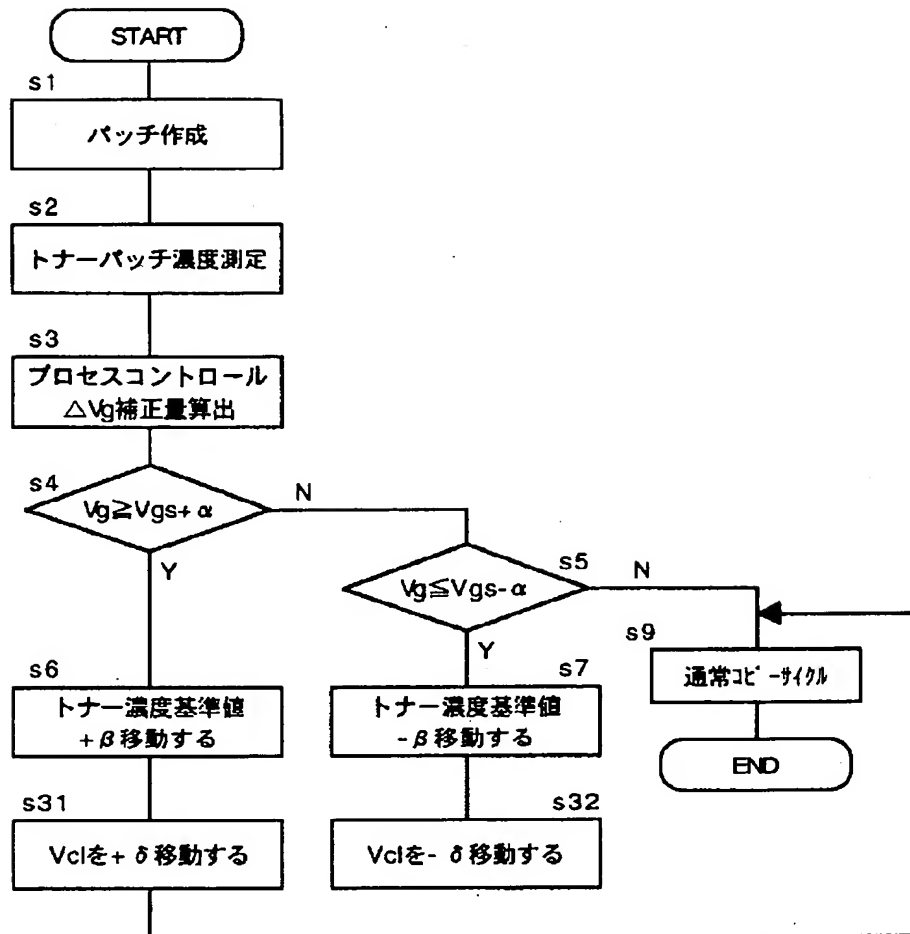 START
s1
パッチ作成
s2
トナーパッチ濃度測定
s3
プロセスコントロール
△Vg補正量算出
s4
Vg≧Vgs+α
N
Y
s5
Vg≦Vgs-α
N
Y
s6
トナー濃度基準値
+β移動する
s7
トナー濃度基準値
-β移動する
s9
通常ｺﾋﾟｰｻｲｸﾙ
END
s31
Vclを+δ移動する
s32
Vclを-δ移動する